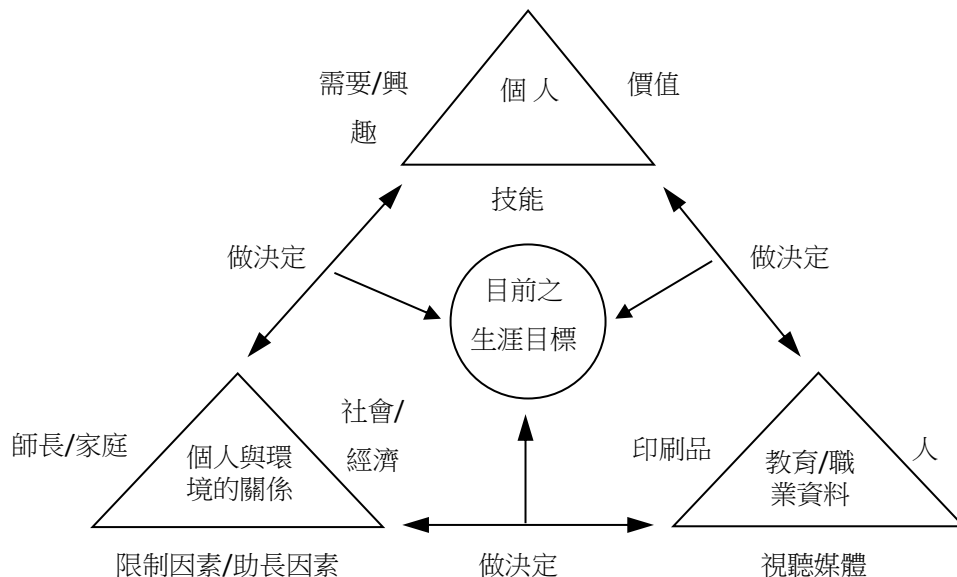 需要/興
趣
個 人
價值
技能
做決定
做決定
目前之
生涯目標
師長/家庭
個人與環
境的關係
社會/
經濟
印刷品
教育/職
業資料
人
限制因素/助長因素
做決定
視聽媒體